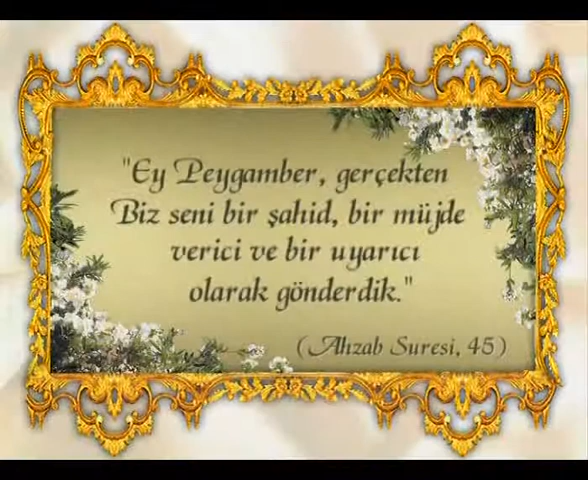 "Ey Peygamber, gerçekten
Biz seni bir şahid, bir müjde
verici ve bir uyarıcı
olarak gönderdik."
(Ahzab Suresi, 45)